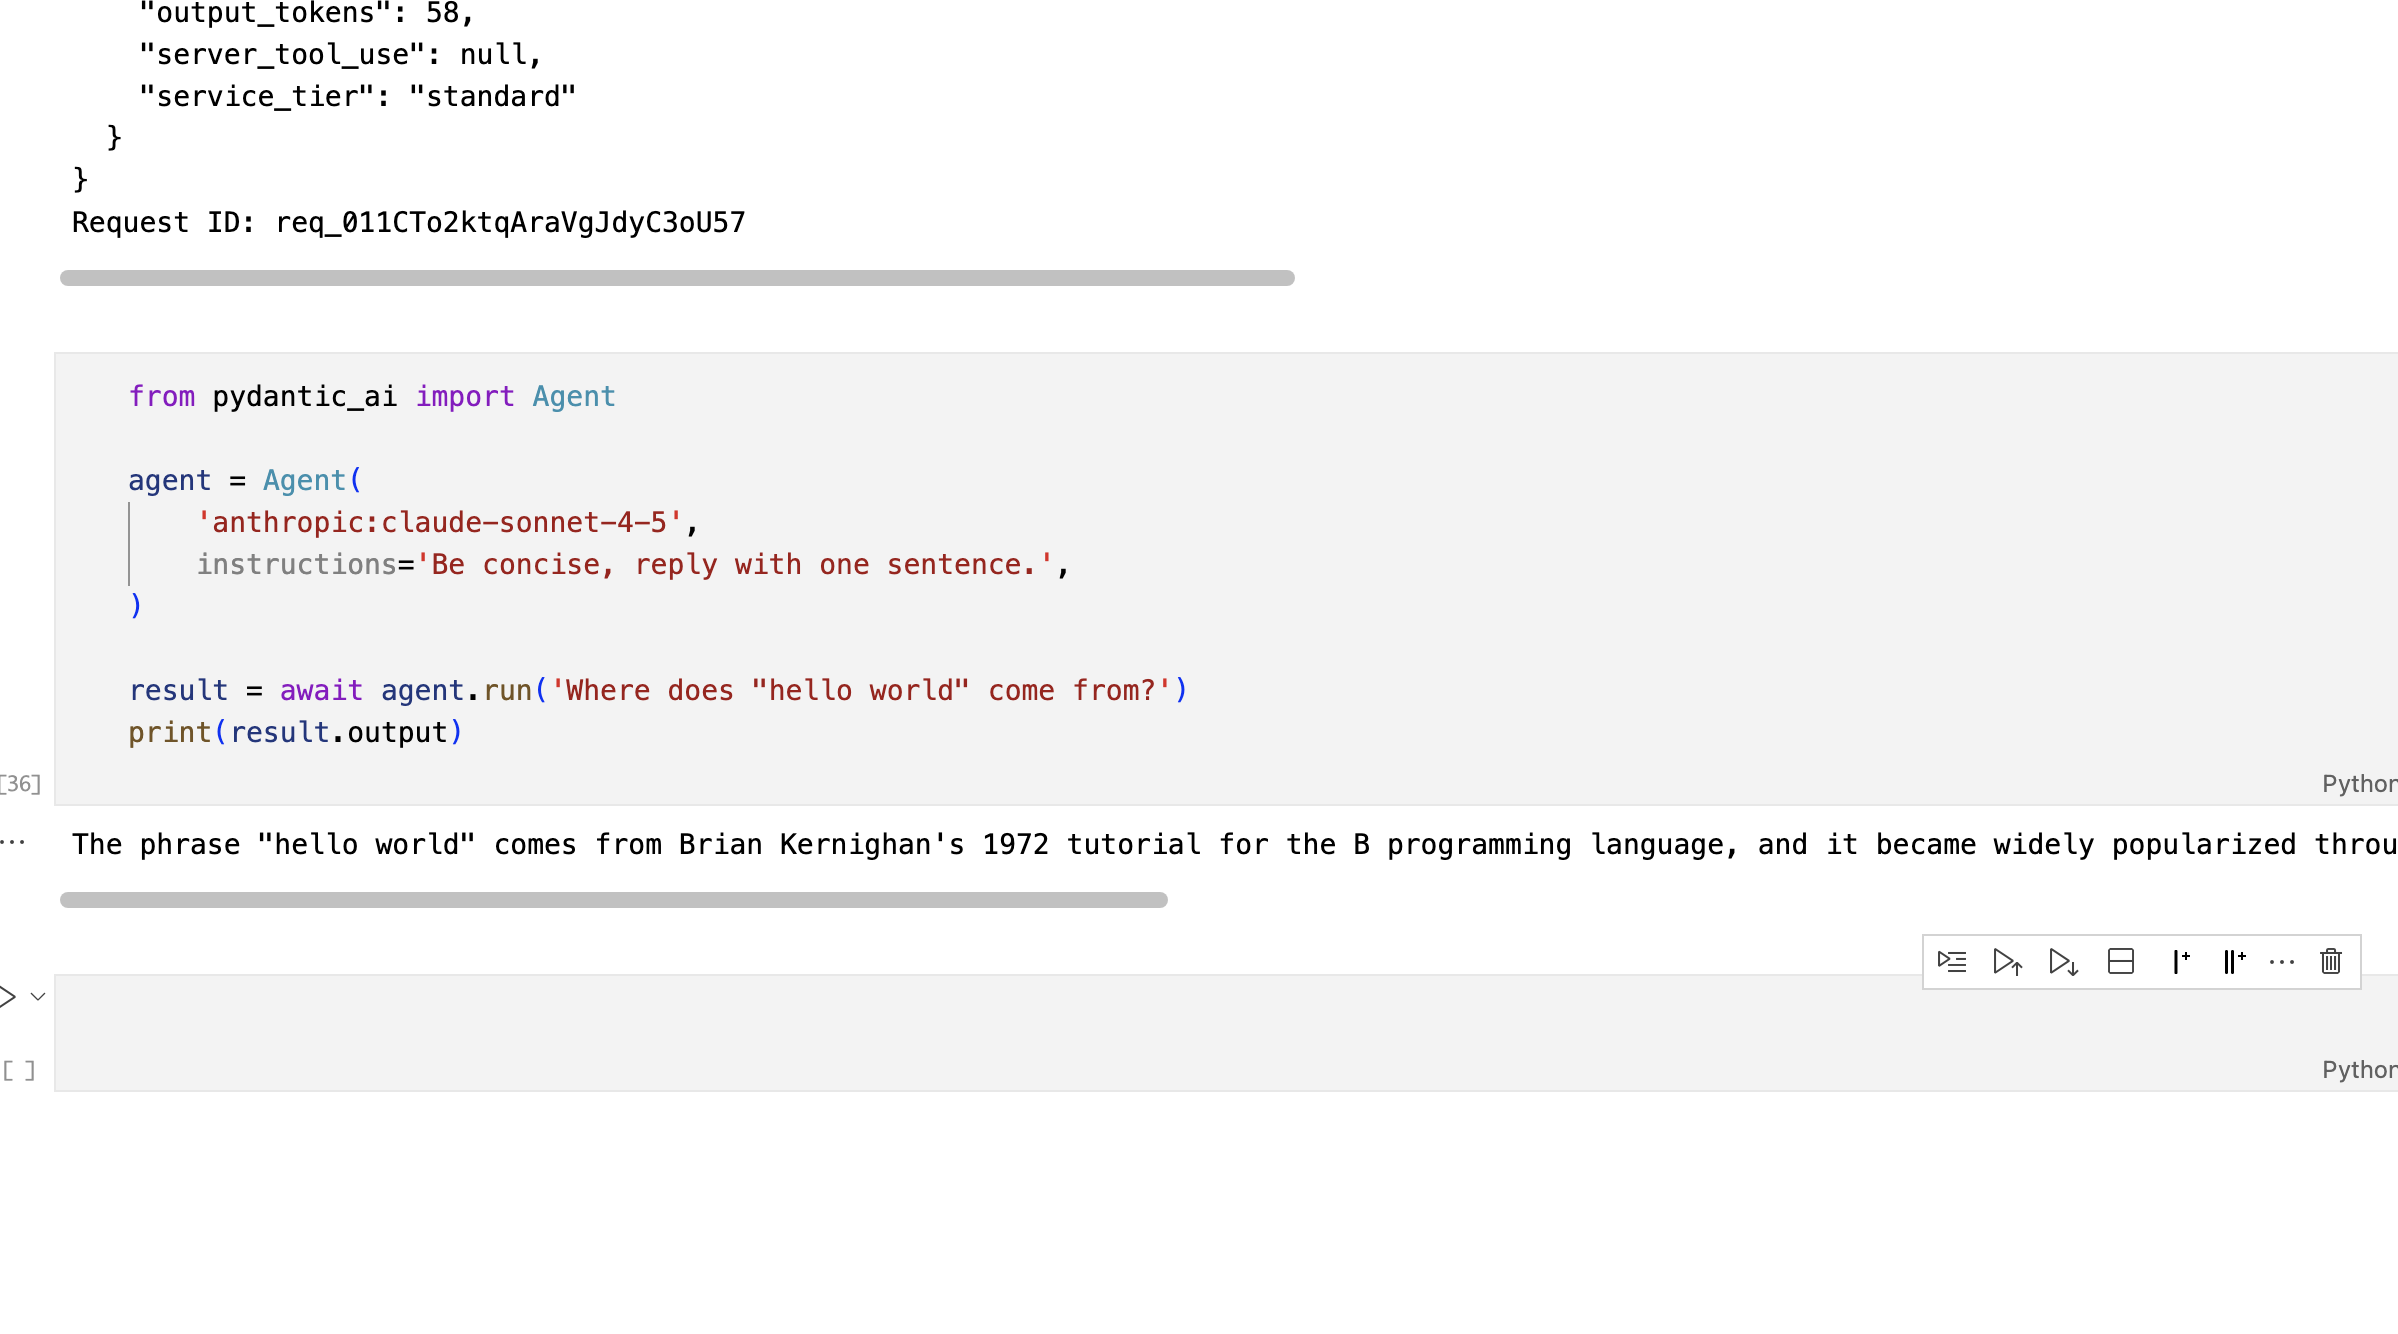 "output_tokens": 58,
"server_tool_use": null,
"service_tier": "standard"
}
}
Request ID: req_011CTo2ktqAraVgJdyC3oU57
from pydantic_ai import Agent
agent = Agent(
'anthropic:claude-sonnet-4-5',
instructions='Be concise, reply with one sentence.',
)
result = await agent.run('Where does "hello world" come from?')
print(result.output)
[36]
Python
The phrase "hello world" comes from Brian Kernighan's 1972 tutorial for the B programming language, and it became widely popularized throu
[ ]
Python